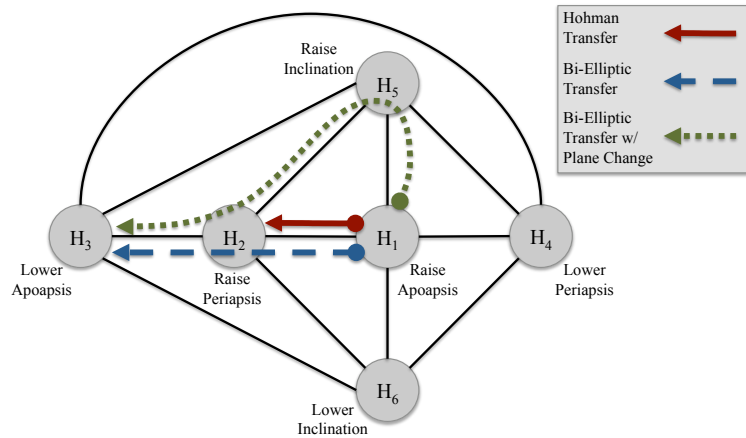 Raise
Inclination
H5
H3
H2
H1
H4
Lower
Apoapsis
Raise
Periapsis
Raise
Apoapsis
Lower
Periapsis
H6
Lower
Inclination
Hohman
Transfer
Bi-Elliptic
Transfer
Bi-Elliptic
Transfer w/
Plane Change